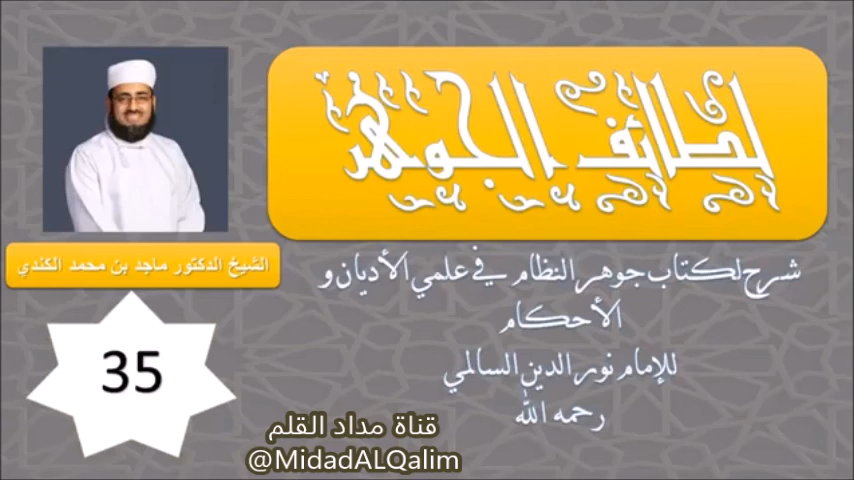 لطائف الجوهر
الشيخ الدكتور ماجد بن محمد الكندي
شرح لكتاب جوهر النظام في علمي الأديان و
الأحكام
للإمام نور الدين السالمي
رحمه الله
35
قناة مداد القلم
@MidadALQalim